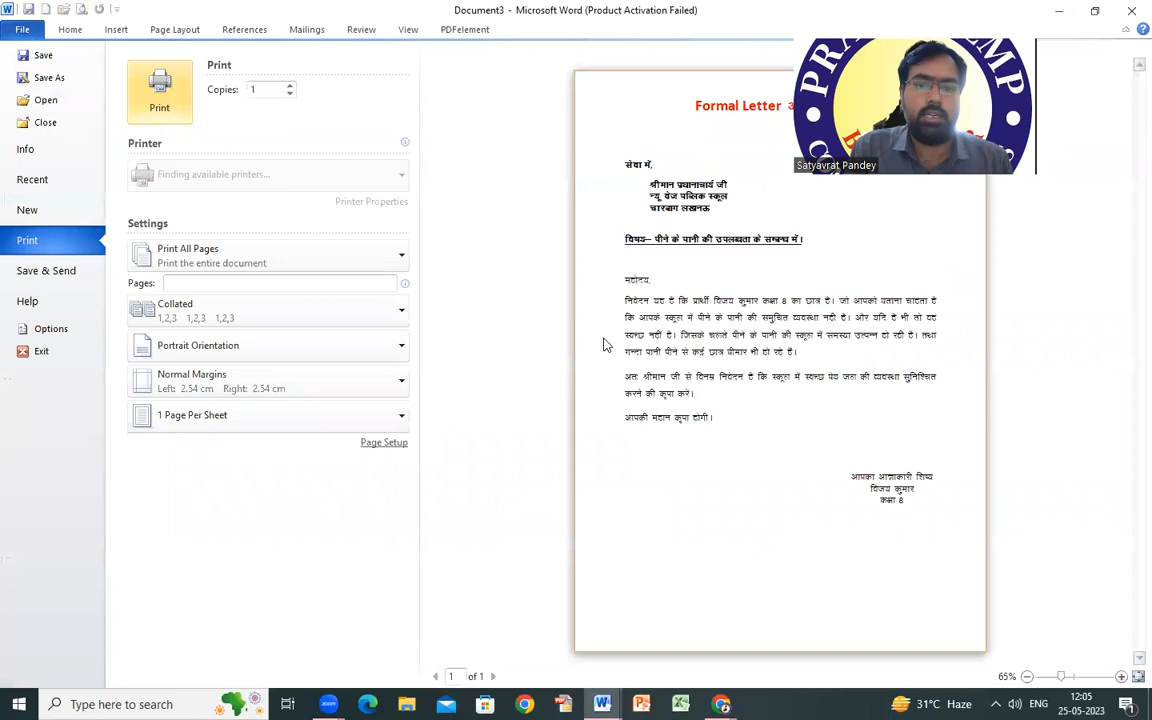 Document3 - Microsoft Word (Product Activation Failed)
File Home Insert Page Layout References Mailings Review View PDFelement
Save
Save As
Open
Close
Info
Recent
New
Print
Save & Send
Help
Options
Exit
Print
Print
Copies: 1
Printer
Finding available printers...
Printer Properties
Settings
Print All Pages
Print the entire document
Pages:
Collated
1,2,3 1,2,3 1,2,3
Portrait Orientation
Normal Margins
Left: 2.54 cm Right: 2.54 cm
1 Page Per Sheet
Page Setup
Formal Letter
Satyavrat Pandey
सेवा में,
श्रीमान प्रधानाचार्य जी
न्यू वेज पब्लिक स्कूल
चारबाग लखनऊ
विषय– पीने के पानी की उपलब्धता के सम्बन्ध में।
महोदय,
निवेदन यह है कि प्रार्थी विजय कुमार कक्षा 8 का छात्र है। जो आपको बताना चाहता है
कि आपके स्कूल में पीने के पानी की समुचित व्यवस्था नहीं है। और यदि है भी तो वह
स्वच्छ नहीं है। जिसके चलते पीने के पानी की स्कूल में समस्या उत्पन्न हो रही है। तथा
गन्दा पानी पीने से कई छात्र बीमार भी हो रहे हैं।
अतः श्रीमान जी से विनम्र निवेदन है कि स्कूल में स्वच्छ पेय जल की व्यवस्था सुनिश्चित
करने की कृपा करें।
आपकी महान कृपा होगी।
आपका आज्ञाकारी शिष्य
विजय कुमार
कक्षा 8
1 of 1
65%
Type here to search
31°C Haze
ENG
12:05
25-05-2023